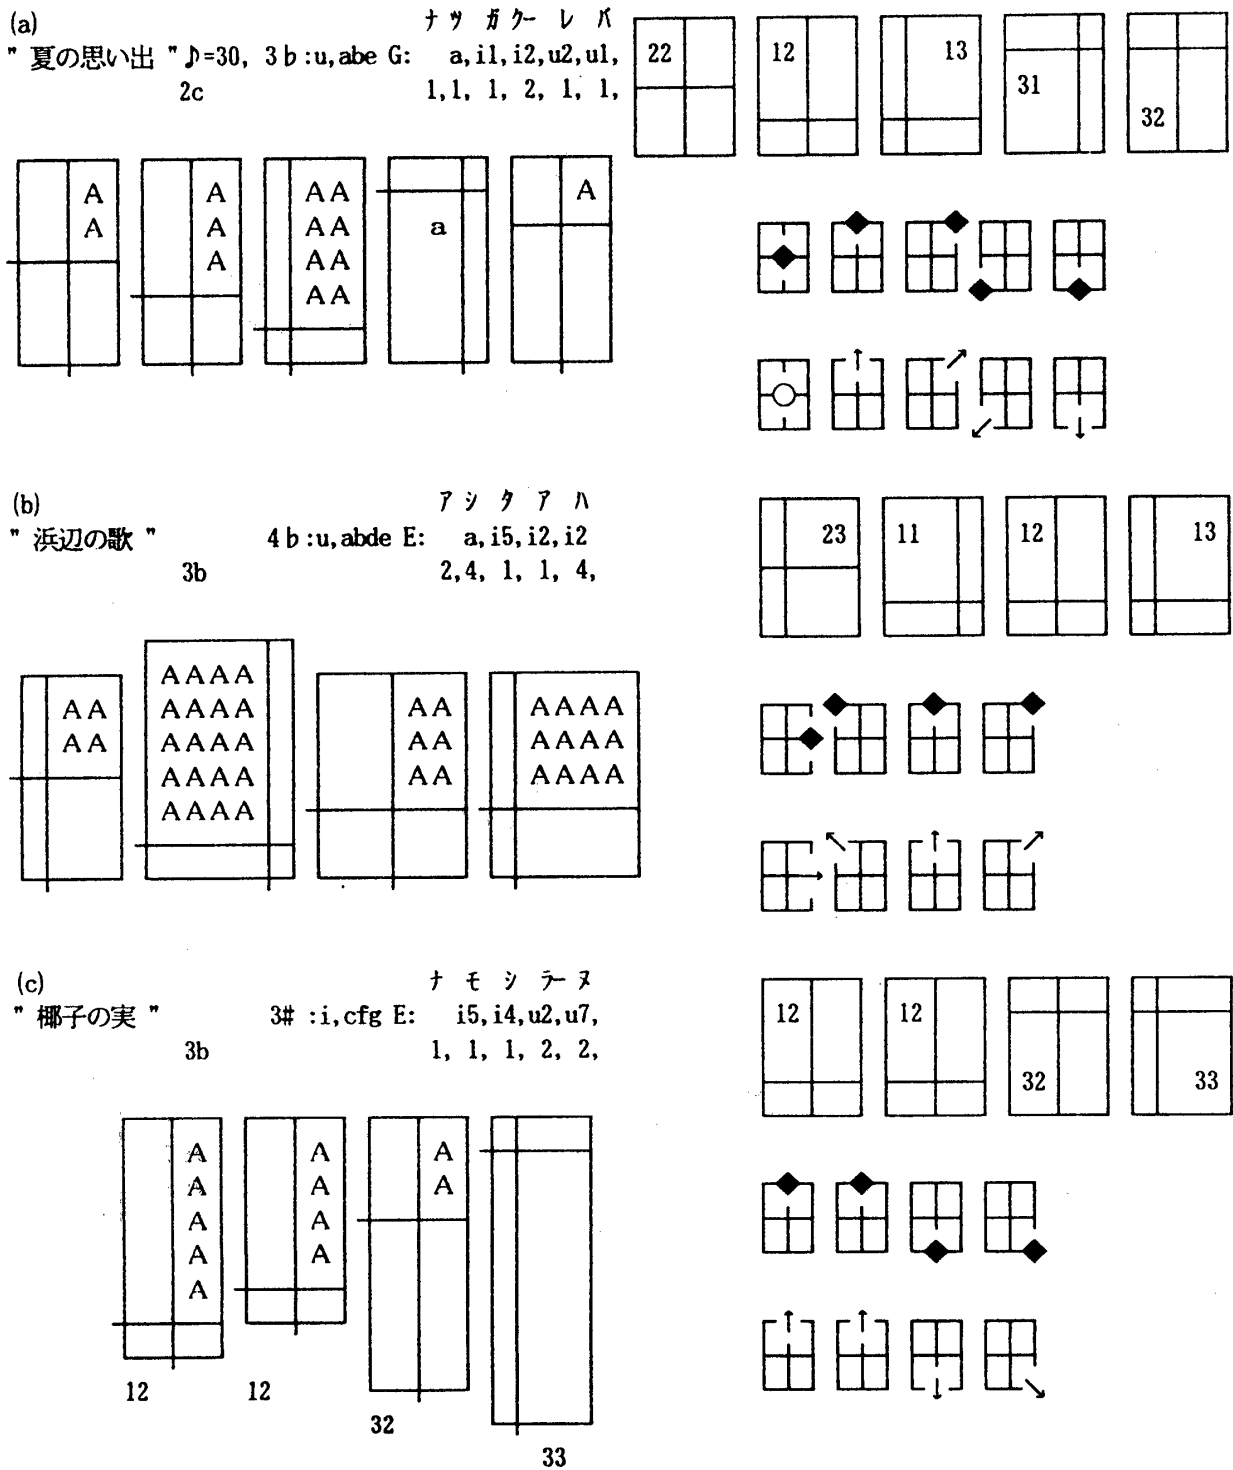 (a)
ナ ツ ガ クー レ バ
" 夏の思い出 "♪=30, 3♭:u,abe G: a,i1,i2,u2,u1,
2c 1,1, 1, 2, 1, 1,
22 12 13 31 32
A A AA a A
A A AA
A AA
AA
(b)
ア シ タ ア ハ
" 浜辺の歌 " 4♭:u,abde E: a,i5,i2,i2
3b 2,4, 1, 1, 4,
23 11 12 13
AA AAAA AA AAAA
AA AAAA AA AAAA
AAAA AA AAAA
AAAA
AAAA
(c)
ナ モ シ ラー ヌ
" 椰子の実 " 3# :i,cfg E: i5,i4,u2,u7,
3b 1, 1, 1, 2, 2,
12 12 32 33
A A A
A A A
A A
A A
A
12 12 32 33